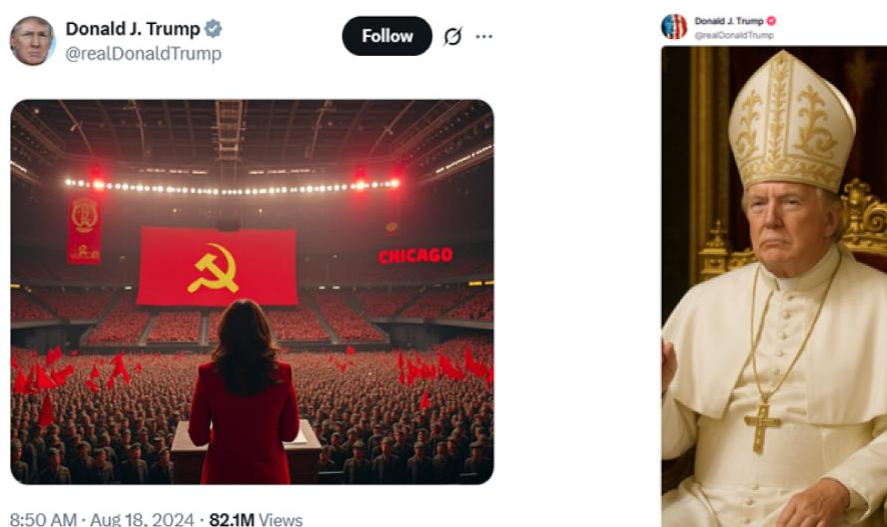 Donald J. Trump
@realDonaldTrump
Follow
CHICAGO
8:50 AM · Aug 18, 2024 · 82.1M Views
Donald J. Trump
@realDonaldTrump